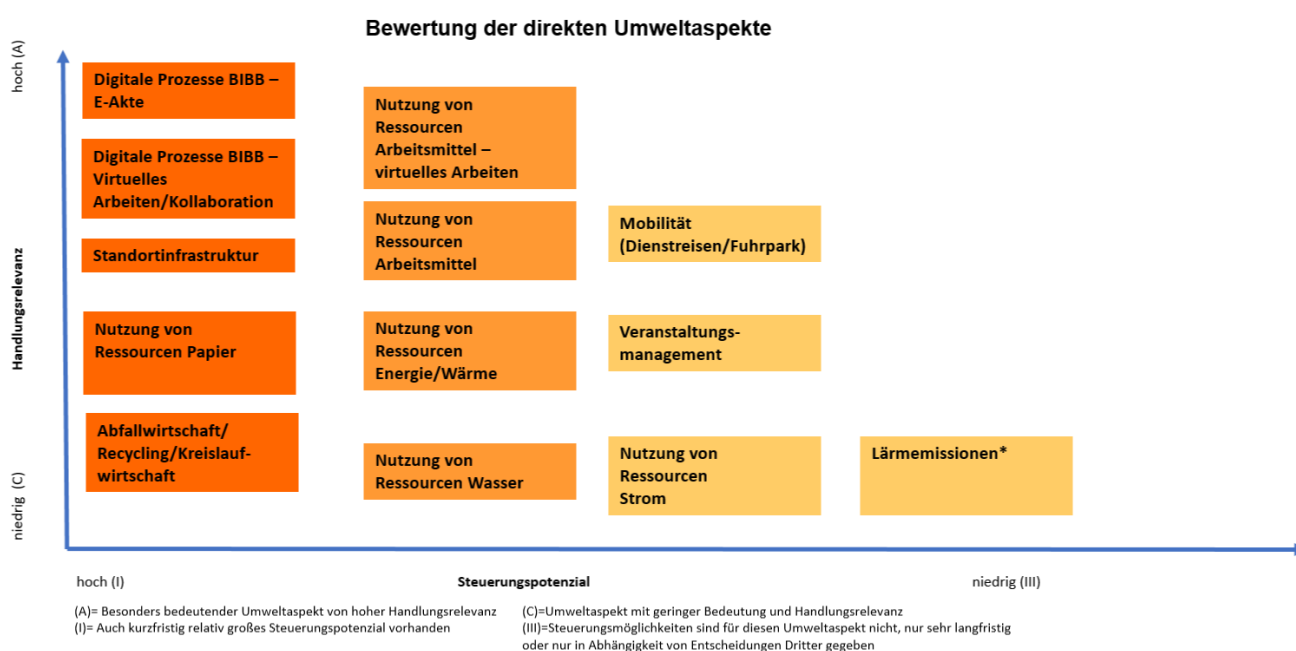 Bewertung der direkten Umweltaspekte
hoch (A)
Handlungsrelevanz
niedrig (C)
Digitale Prozesse BIBB –
E-Akte
Digitale Prozesse BIBB –
Virtuelles
Arbeiten/Kollaboration
Standortinfrastruktur
Nutzung von
Ressourcen Papier
Abfallwirtschaft/
Recycling/Kreislauf-
wirtschaft
Nutzung von
Ressourcen
Arbeitsmittel –
virtuelles Arbeiten
Nutzung von
Ressourcen
Arbeitsmittel
Nutzung von
Ressourcen
Energie/Wärme
Nutzung von
Ressourcen Wasser
Mobilität
(Dienstreisen/Fuhrpark)
Veranstaltungs-
management
Nutzung von
Ressourcen
Strom
Lärmemissionen*
hoch (I)
Steuerungspotenzial
niedrig (III)
(A)= Besonders bedeutender Umweltaspekt von hoher Handlungsrelevanz
(I)= Auch kurzfristig relativ großes Steuerungspotenzial vorhanden
(C)=Umweltaspekt mit geringer Bedeutung und Handlungsrelevanz
(III)=Steuerungsmöglichkeiten sind für diesen Umweltaspekt nicht, nur sehr langfristig
oder nur in Abhängigkeit von Entscheidungen Dritter gegeben